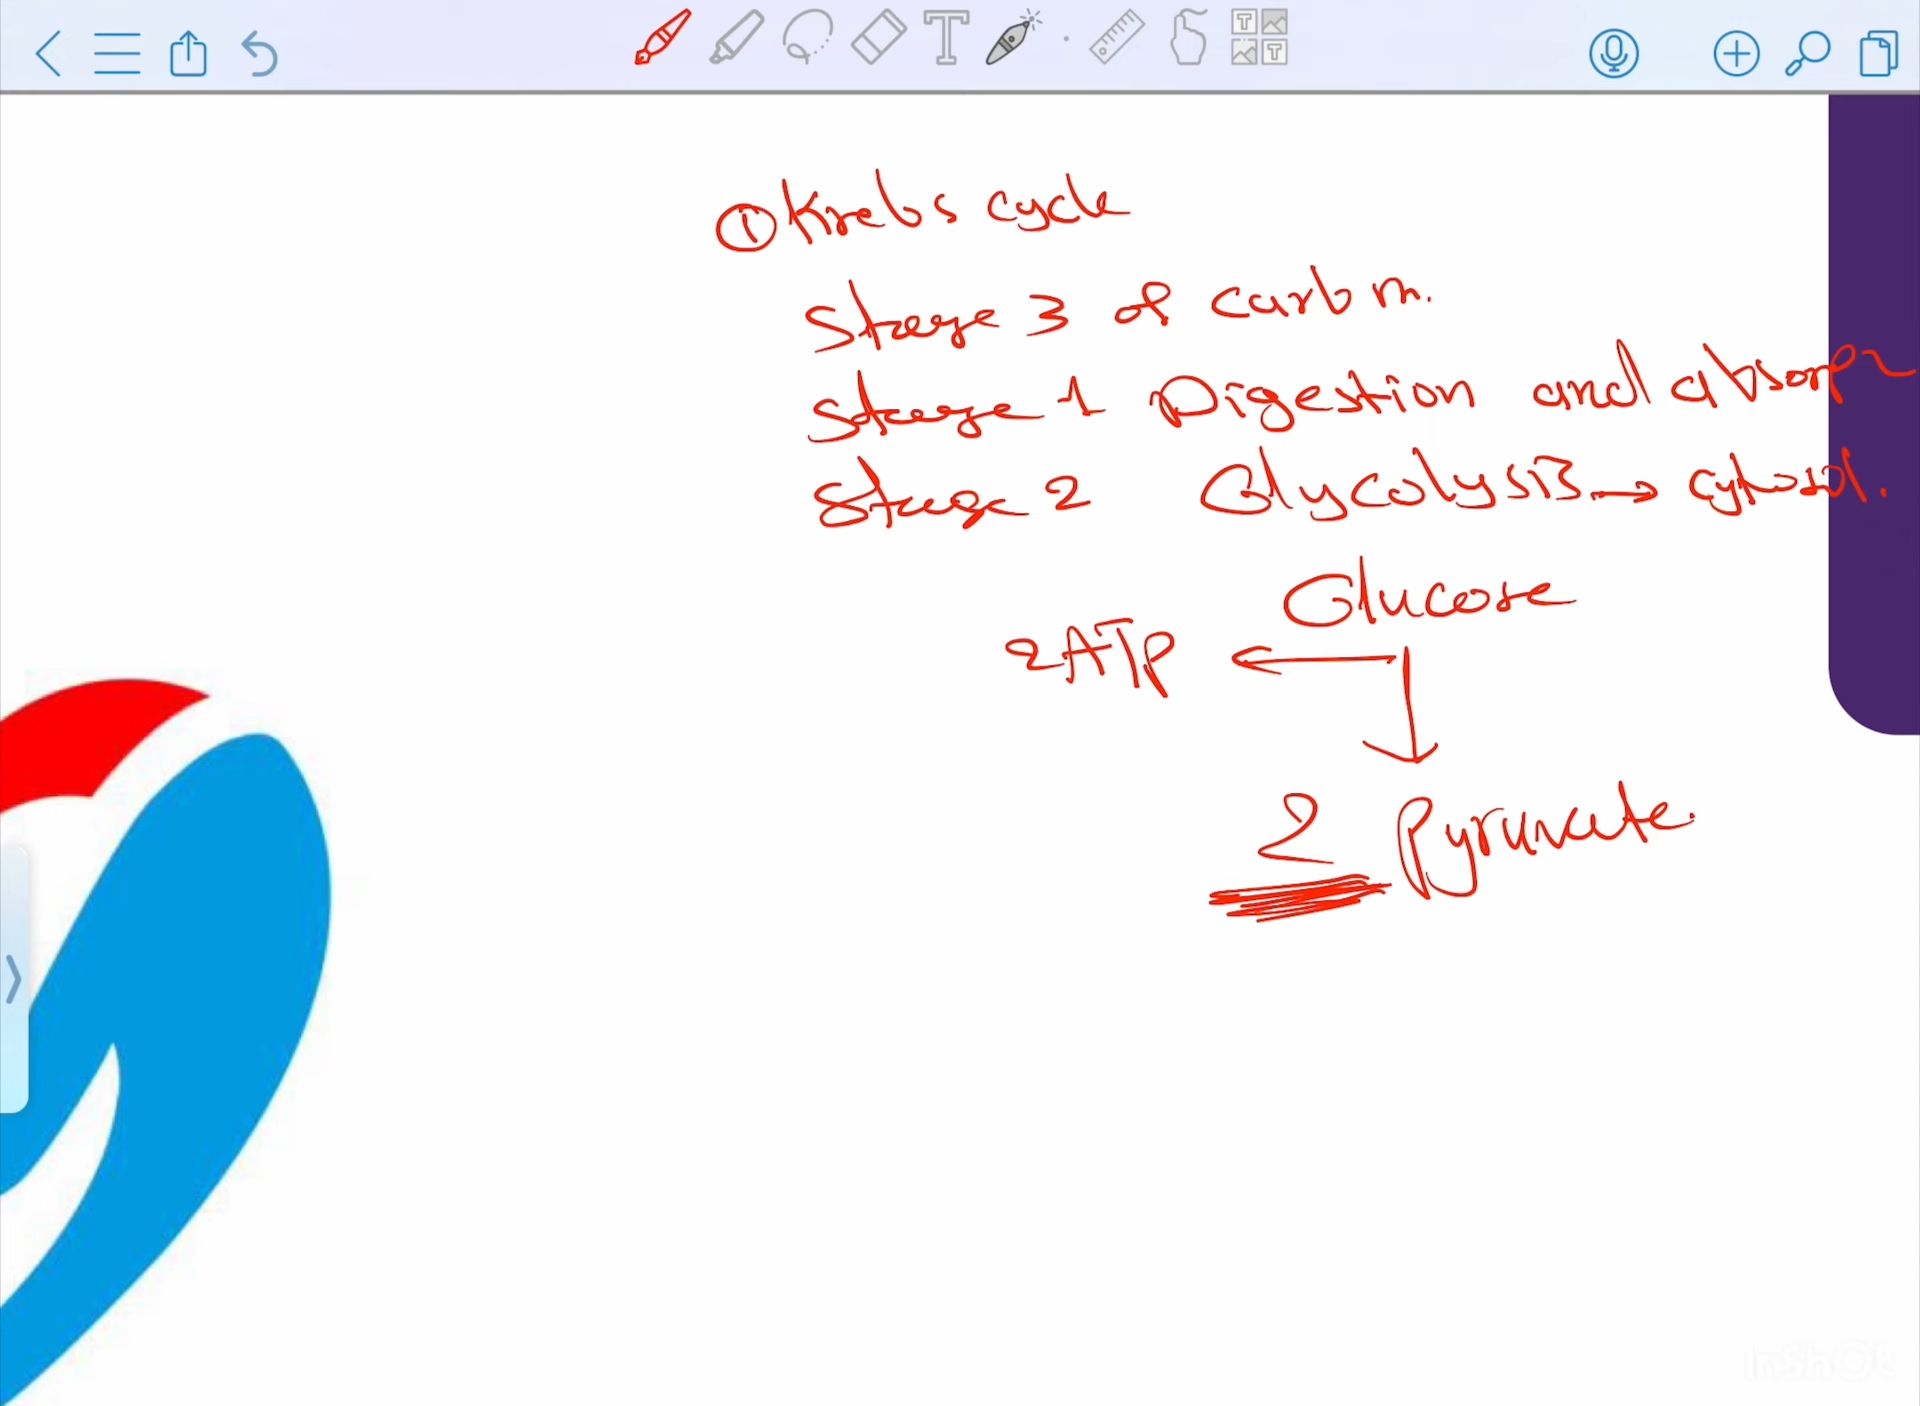 ① Krebs cycle
Stage 3 of carb m.
Stage 1 Digestion and absorp
Stage 2 Glycolysis → cytosol.
Glucose
2ATP ←
↓
2 Pyruvate.
InShOt